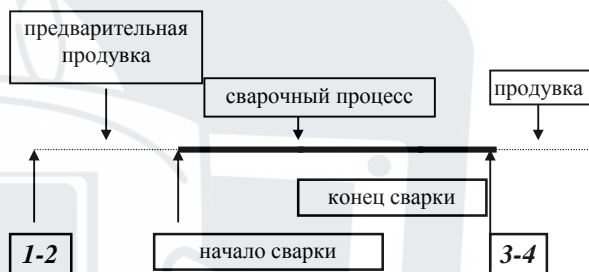 предварительная
продувка
сварочный процесс
продувка
конец сварки
1-2
начало сварки
3-4